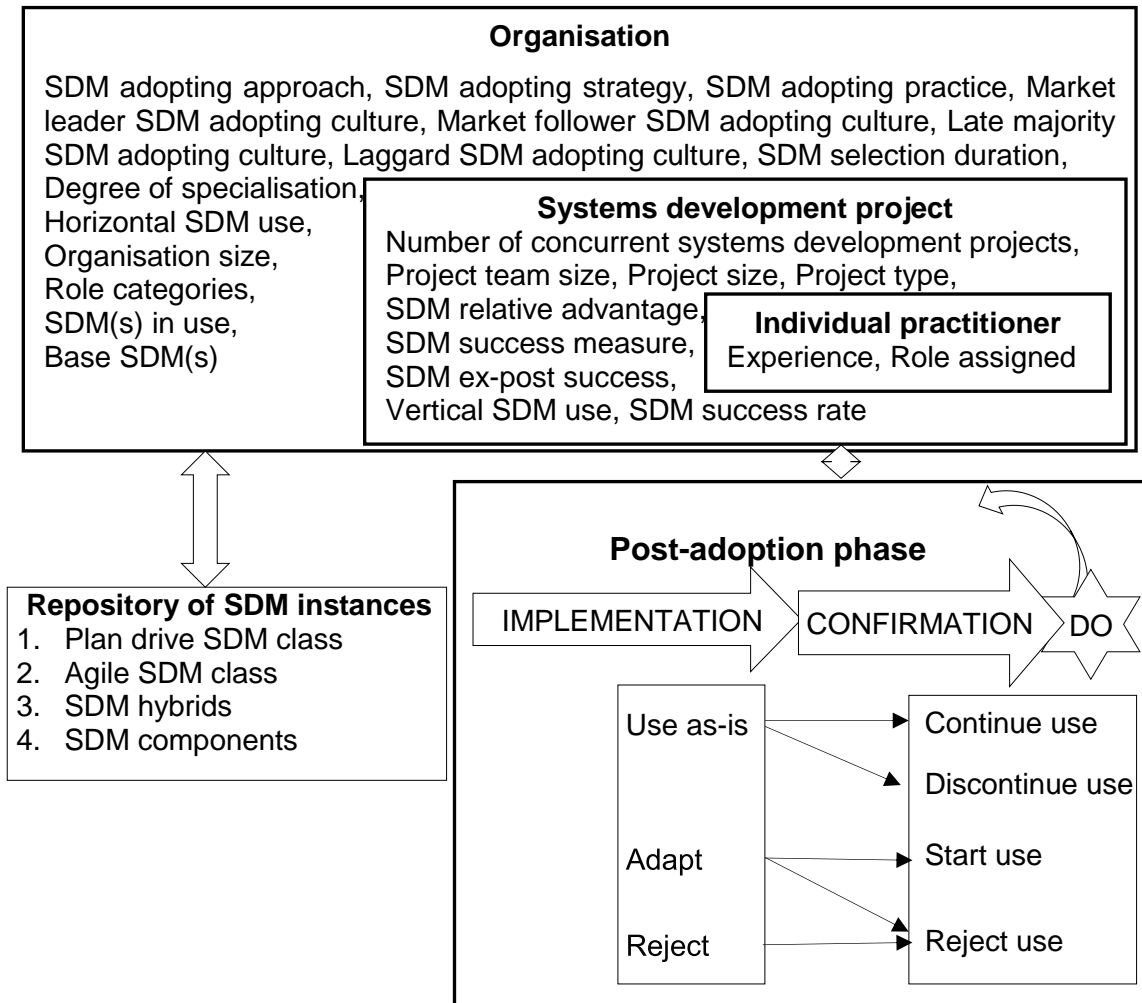 Organisation
SDM adopting approach, SDM adopting strategy, SDM adopting practice, Market
leader SDM adopting culture, Market follower SDM adopting culture, Late majority
SDM adopting culture, Laggard SDM adopting culture, SDM selection duration,
Degree of specialisation,
Horizontal SDM use,
Organisation size,
Role categories,
SDM(s) in use,
Base SDM(s)
Systems development project
Number of concurrent systems development projects,
Project team size, Project size, Project type,
SDM relative advantage,
SDM success measure,
SDM ex-post success,
Vertical SDM use, SDM success rate
Individual practitioner
Experience, Role assigned
Repository of SDM instances
1. Plan drive SDM class
2. Agile SDM class
3. SDM hybrids
4. SDM components
Post-adoption phase
IMPLEMENTATION
CONFIRMATION
DO
Use as-is
Adapt
Reject
Continue use
Discontinue use
Start use
Reject use